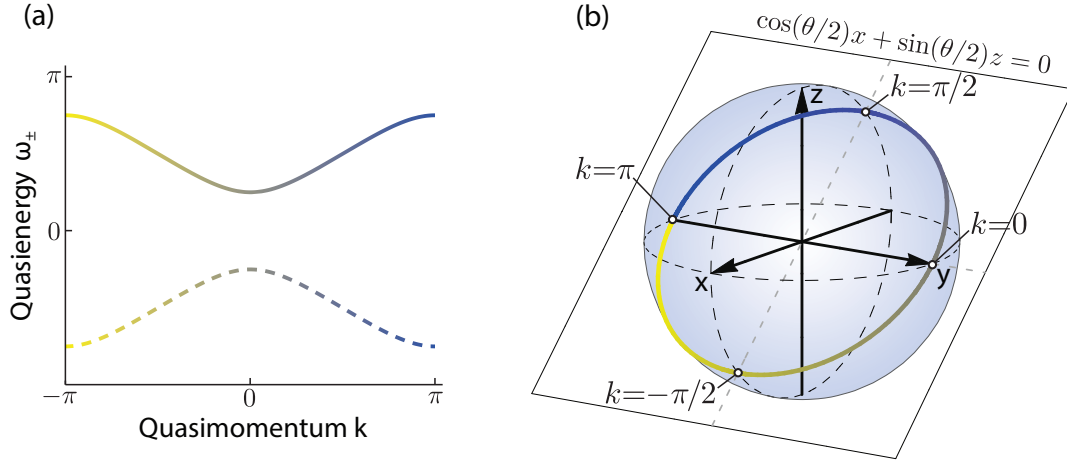 (a)
π
0
Quasienergy ω±
−π
0
π
Quasimomentum k
(b)
cos(θ/2)x + sin(θ/2)z = 0
k=π/2
z
k=π
k=0
x
y
k=−π/2